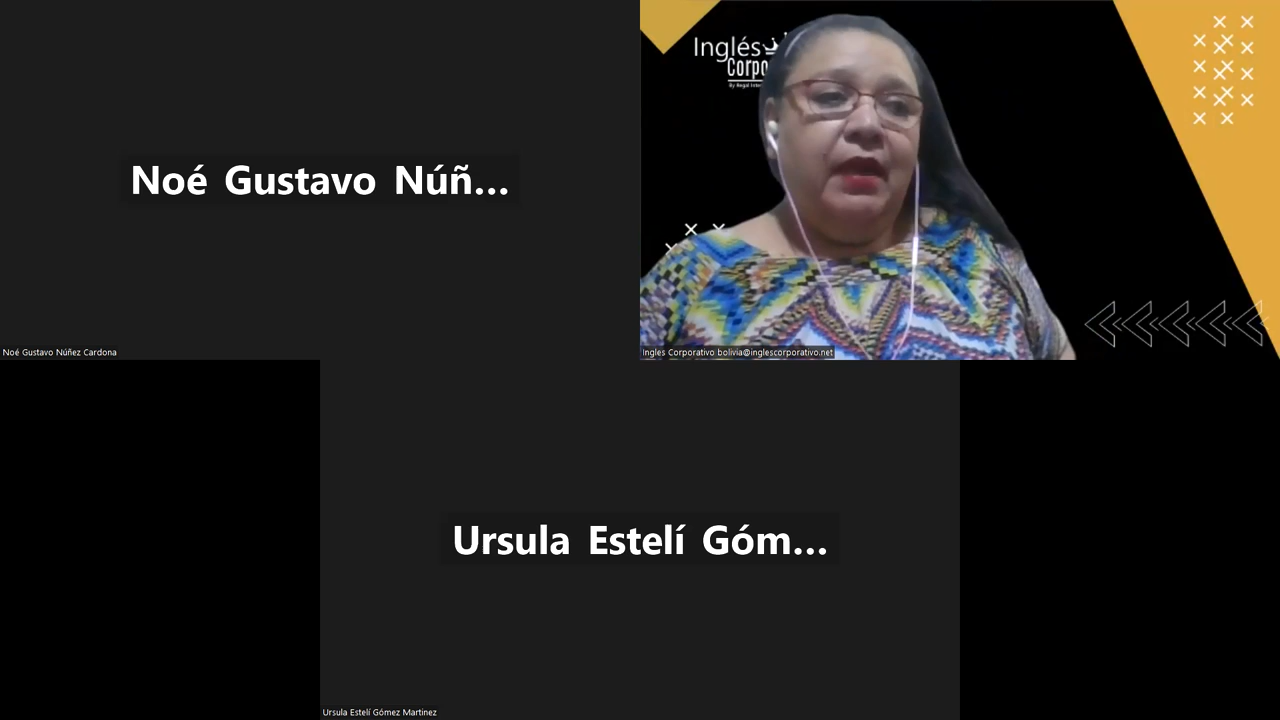 Noé Gustavo Núñ...
Noé Gustavo Núñez Cardona
Inglés
Corpo
Ingles Corporativo bolivia@inglescorporativo.net
Ursula Estelí Góm...
Ursula Estelí Gómez Martinez